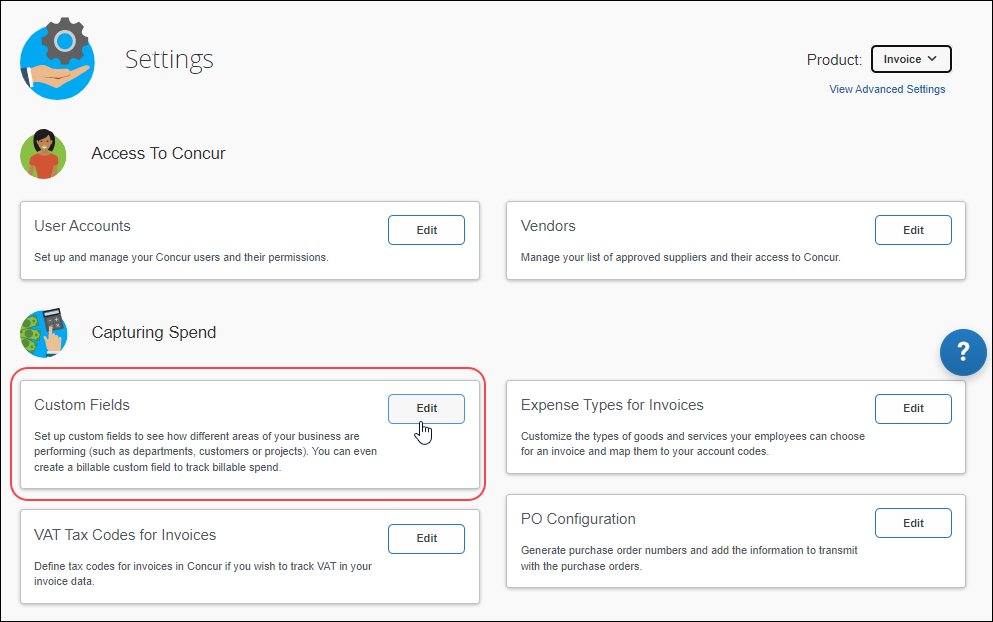 Settings
Product: Invoice
View Advanced Settings
Access To Concur
User Accounts
Edit
Set up and manage your Concur users and their permissions.
Vendors
Edit
Manage your list of approved suppliers and their access to Concur.
Capturing Spend
?
Custom Fields
Edit
Set up custom fields to see how different areas of your business are
performing (such as departments, customers or projects). You can even
create a billable custom field to track billable spend.
Expense Types for Invoices
Edit
Customize the types of goods and services your employees can choose
for an invoice and map them to your account codes.
VAT Tax Codes for Invoices
Edit
Define tax codes for invoices in Concur if you wish to track VAT in your
invoice data.
PO Configuration
Edit
Generate purchase order numbers and add the information to transmit
with the purchase orders.